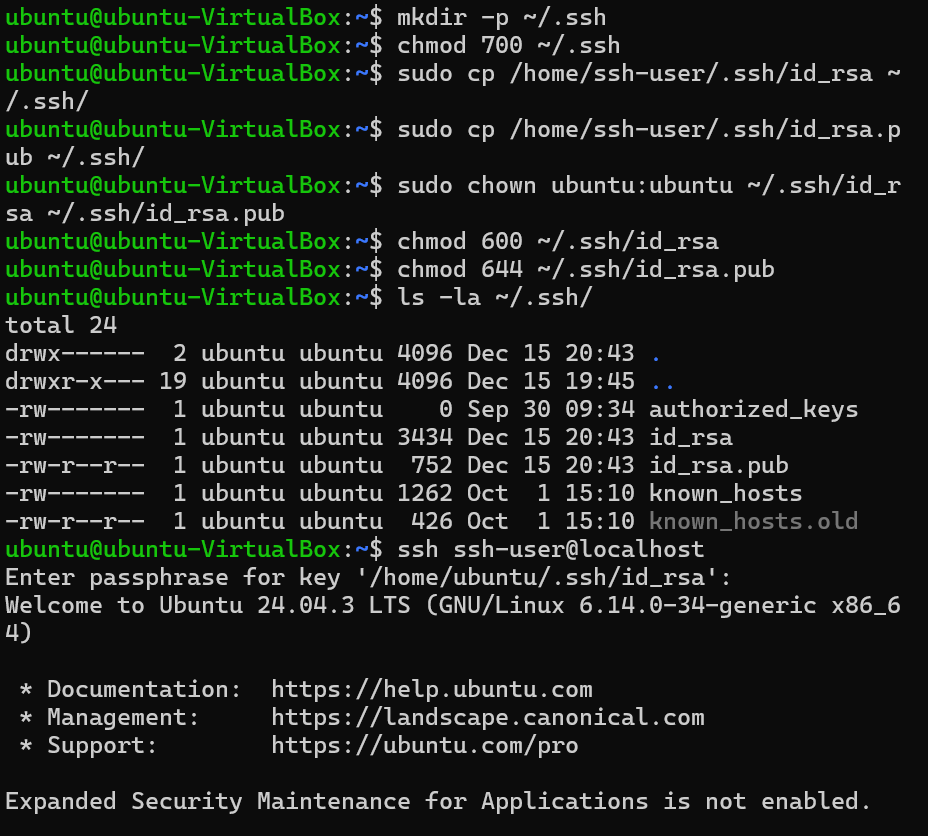 ubuntu@ubuntu-VirtualBox:~$ mkdir -p ~/.ssh
ubuntu@ubuntu-VirtualBox:~$ chmod 700 ~/.ssh
ubuntu@ubuntu-VirtualBox:~$ sudo cp /home/ssh-user/.ssh/id_rsa ~
/.ssh/
ubuntu@ubuntu-VirtualBox:~$ sudo cp /home/ssh-user/.ssh/id_rsa.p
ub ~/.ssh/
ubuntu@ubuntu-VirtualBox:~$ sudo chown ubuntu:ubuntu ~/.ssh/id_r
sa ~/.ssh/id_rsa.pub
ubuntu@ubuntu-VirtualBox:~$ chmod 600 ~/.ssh/id_rsa
ubuntu@ubuntu-VirtualBox:~$ chmod 644 ~/.ssh/id_rsa.pub
ubuntu@ubuntu-VirtualBox:~$ ls -la ~/.ssh/
total 24
drwx------  2 ubuntu ubuntu 4096 Dec 15 20:43 .
drwxr-x--- 19 ubuntu ubuntu 4096 Dec 15 19:45 ..
-rw-------  1 ubuntu ubuntu    0 Sep 30 09:34 authorized_keys
-rw-------  1 ubuntu ubuntu 3434 Dec 15 20:43 id_rsa
-rw-r--r--  1 ubuntu ubuntu  752 Dec 15 20:43 id_rsa.pub
-rw-------  1 ubuntu ubuntu 1262 Oct  1 15:10 known_hosts
-rw-r--r--  1 ubuntu ubuntu  426 Oct  1 15:10 known_hosts.old
ubuntu@ubuntu-VirtualBox:~$ ssh ssh-user@localhost
Enter passphrase for key '/home/ubuntu/.ssh/id_rsa':
Welcome to Ubuntu 24.04.3 LTS (GNU/Linux 6.14.0-34-generic x86_6
4)

 * Documentation:  https://help.ubuntu.com
 * Management:     https://landscape.canonical.com
 * Support:        https://ubuntu.com/pro

Expanded Security Maintenance for Applications is not enabled.